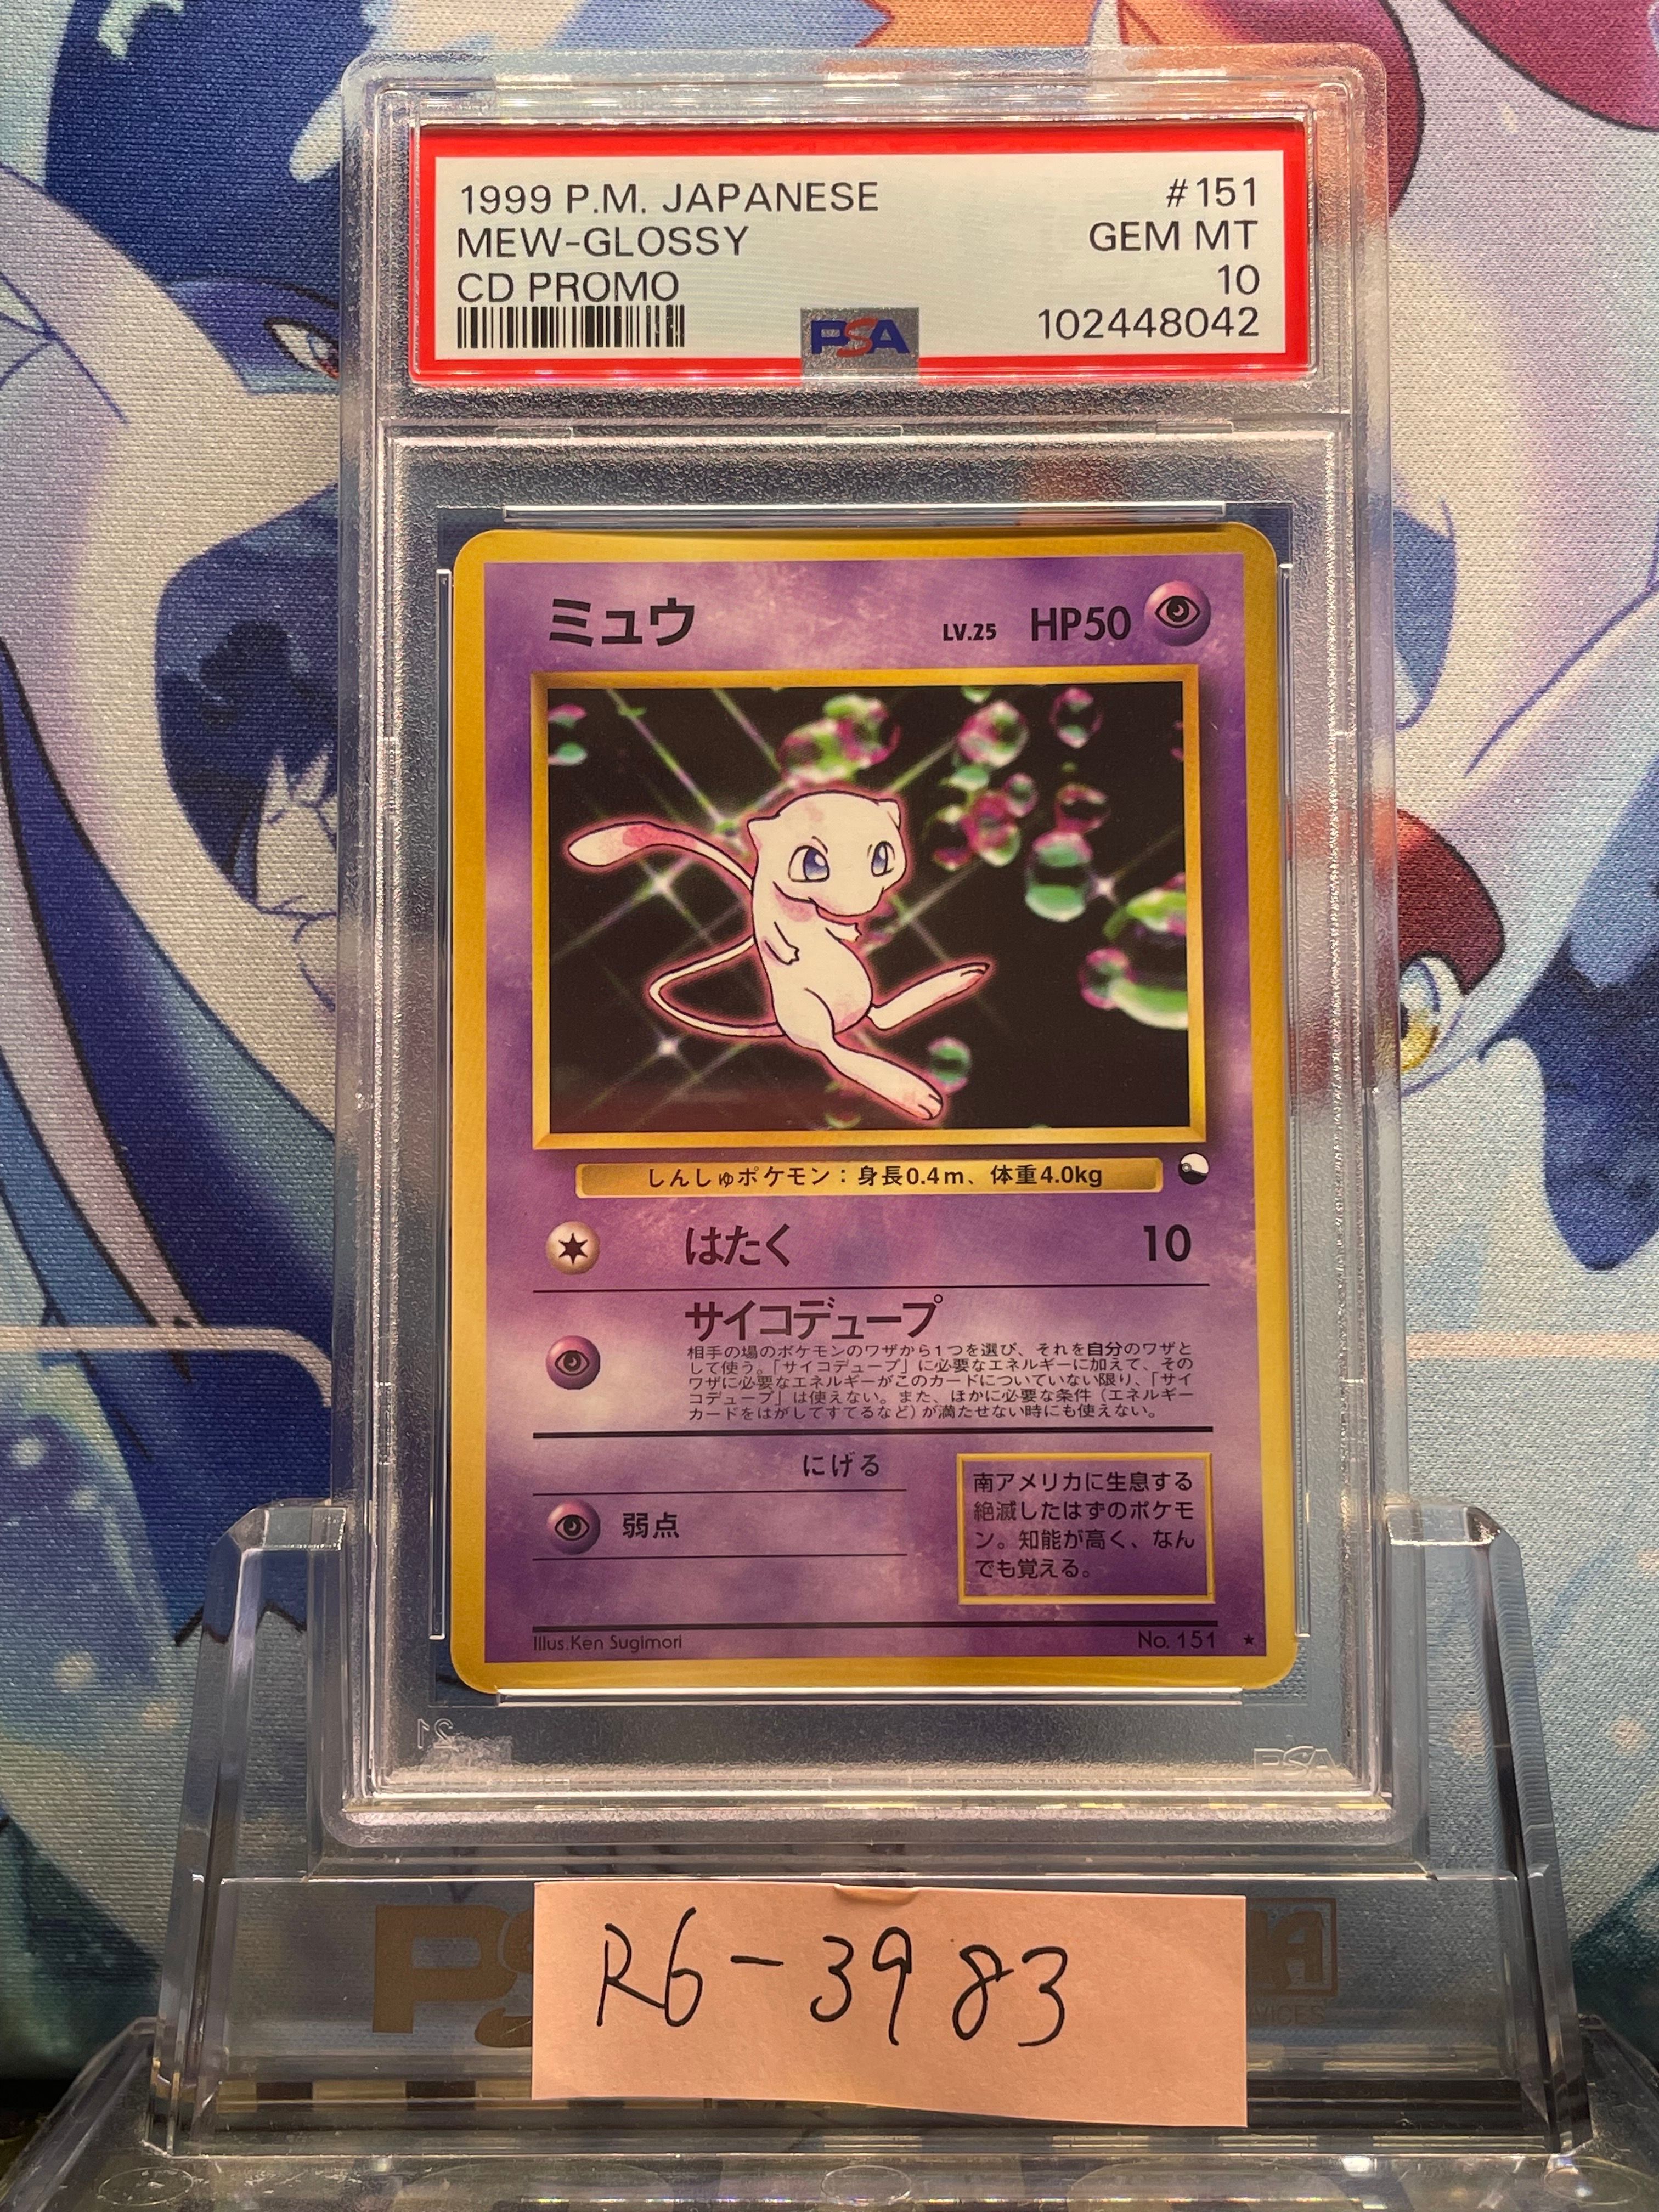 1999 P.M. JAPANESE #151
MEW-GLOSSY GEM MT
CD PROMO 10
PSA 102448042
ミュウ LV.25 HP50
しんしゅポケモン：身長0.4m、体重4.0kg
はたく 10
サイコデュープ
相手の場のポケモンのワザから1つを選び、それを自分のワザと
して使う。「サイコデュープ」に必要なエネルギーに加えて、その
ワザに必要なエネルギーがこのカードについていない限り、「サイ
コデュープ」は使えない。また、ほかに必要な条件（エネルギー
カードをはがしてすてるなど）が満たせない時にも使えない。
にげる
弱点
南アメリカに生息する
絶滅したはずのポケモ
ン。知能が高く、なん
でも覚える。
Illus.Ken Sugimori No. 151 ★
PSA
R6-3983